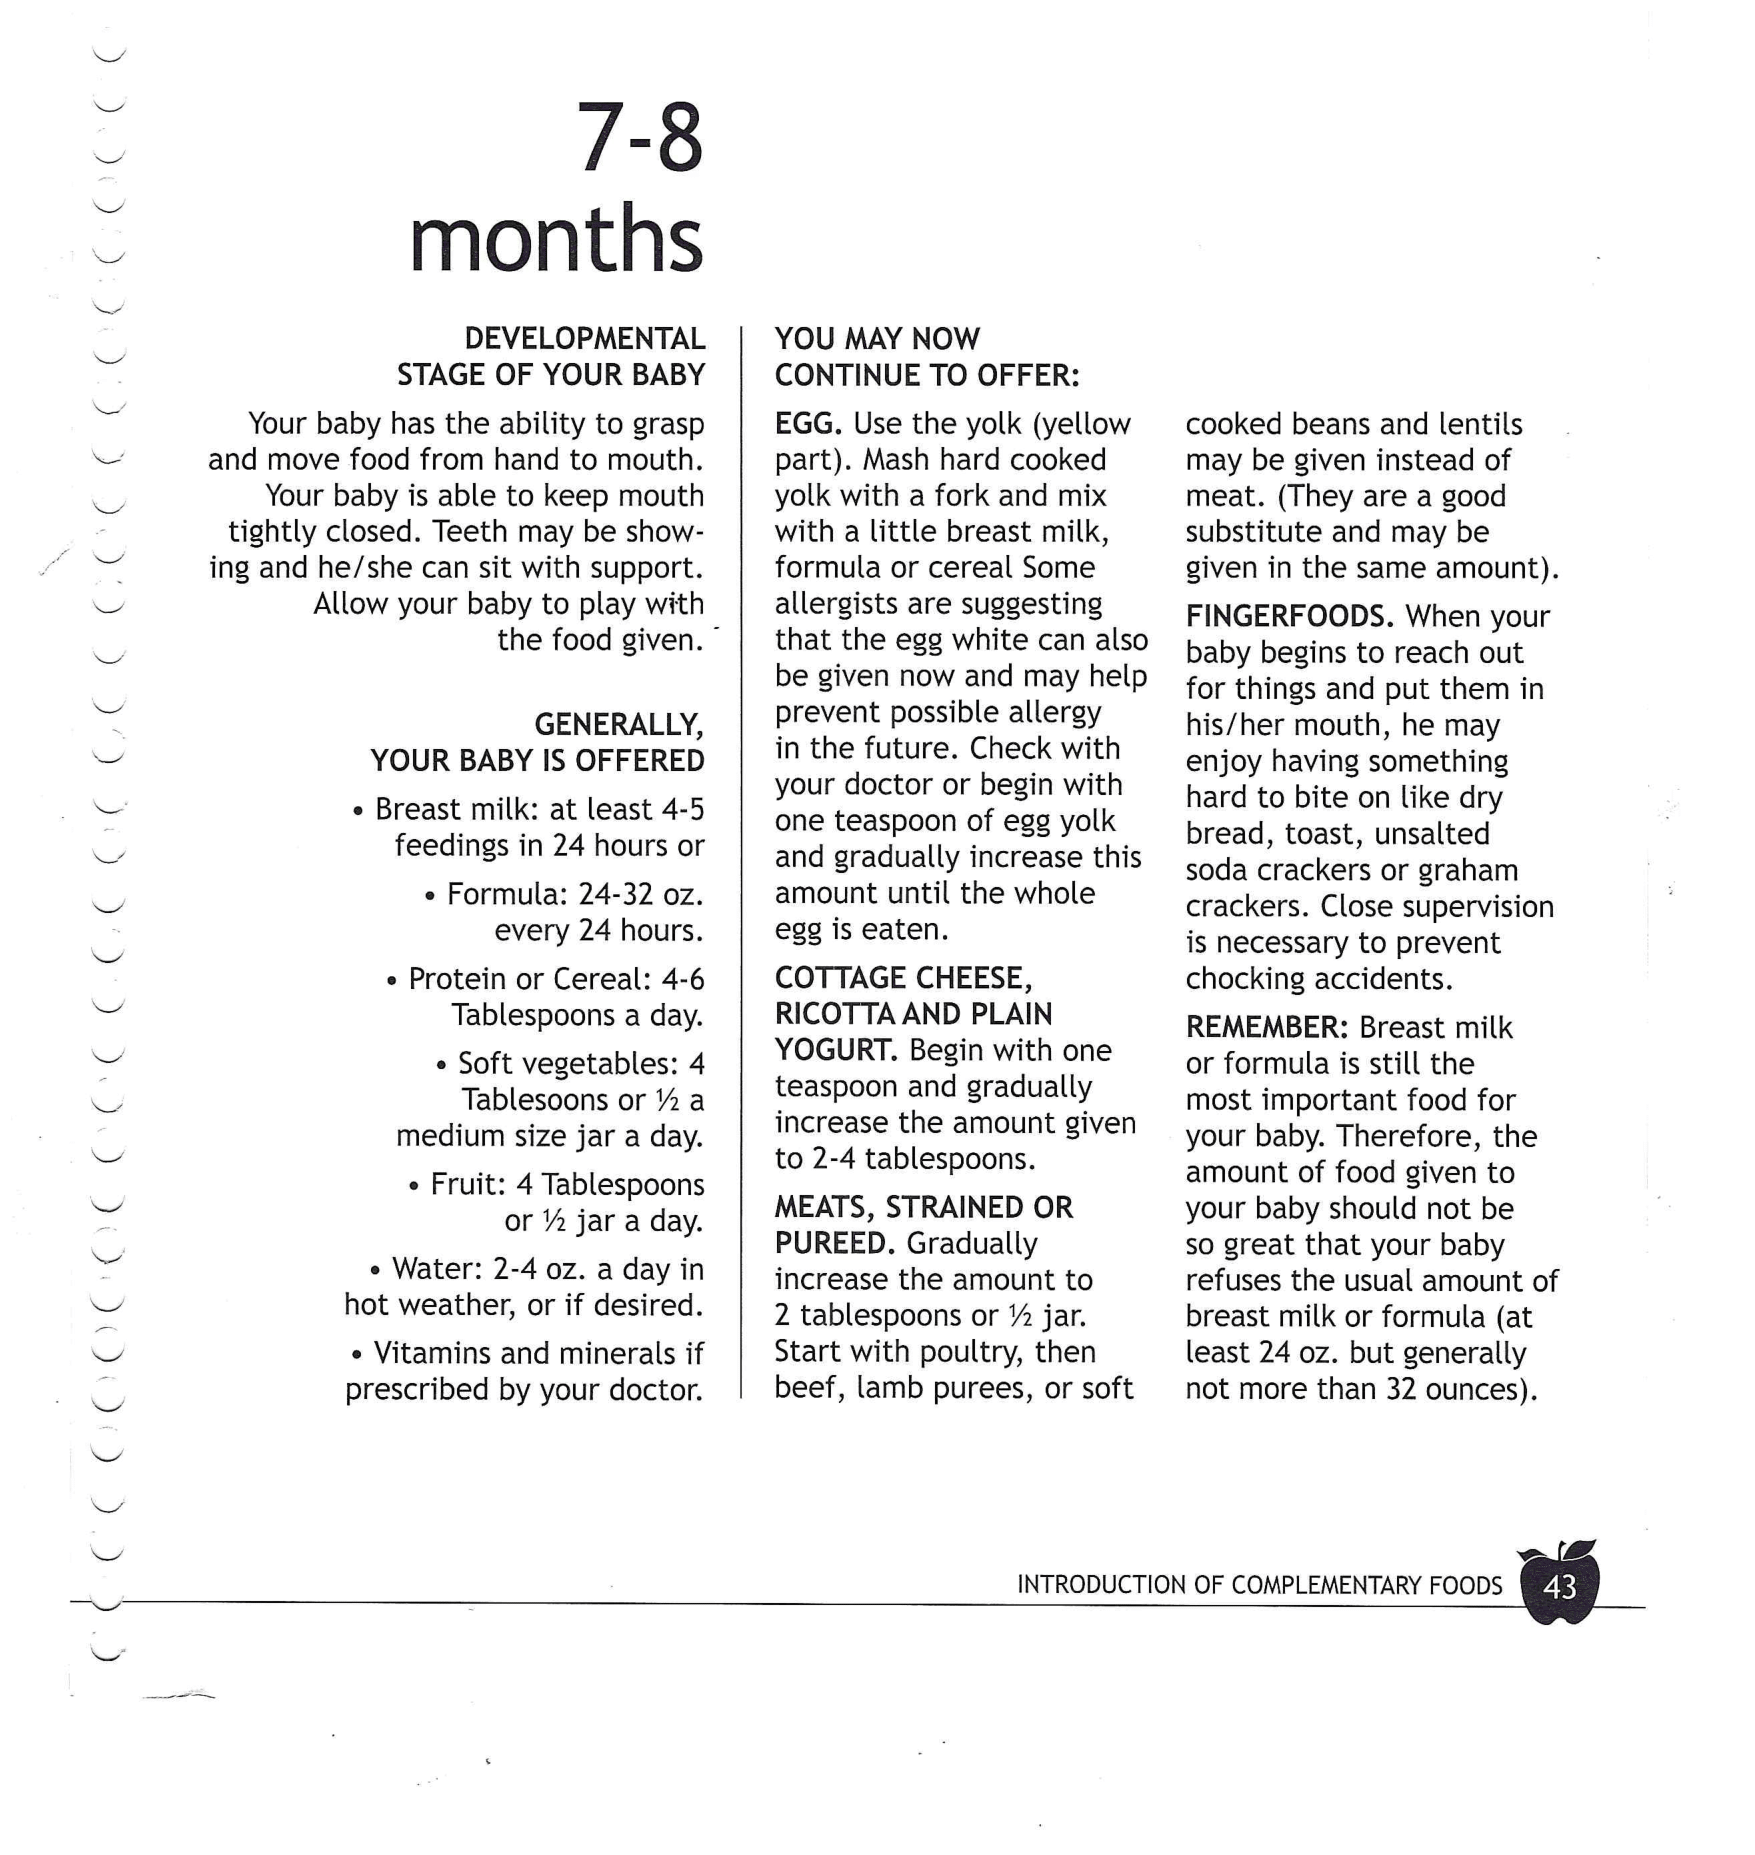 7-8
months
DEVELOPMENTAL
STAGE OF YOUR BABY
Your baby has the ability to grasp
and move food from hand to mouth.
Your baby is able to keep mouth
tightly closed. Teeth may be show-
ing and he/she can sit with support.
Allow your baby to play with
the food given.
GENERALLY,
YOUR BABY IS OFFERED
• Breast milk: at least 4-5
feedings in 24 hours or
• Formula: 24-32 oz.
every 24 hours.
• Protein or Cereal: 4-6
Tablespoons a day.
• Soft vegetables: 4
Tablesoons or ½ a
medium size jar a day.
• Fruit: 4 Tablespoons
or ½ jar a day.
• Water: 2-4 oz. a day in
hot weather, or if desired.
• Vitamins and minerals if
prescribed by your doctor.
YOU MAY NOW
CONTINUE TO OFFER:
EGG. Use the yolk (yellow
part). Mash hard cooked
yolk with a fork and mix
with a little breast milk,
formula or cereal Some
allergists are suggesting
that the egg white can also
be given now and may help
prevent possible allergy
in the future. Check with
your doctor or begin with
one teaspoon of egg yolk
and gradually increase this
amount until the whole
egg is eaten.
COTTAGE CHEESE,
RICOTTA AND PLAIN
YOGURT. Begin with one
teaspoon and gradually
increase the amount given
to 2-4 tablespoons.
MEATS, STRAINED OR
PUREED. Gradually
increase the amount to
2 tablespoons or ½ jar.
Start with poultry, then
beef, lamb purees, or soft
cooked beans and lentils
may be given instead of
meat. (They are a good
substitute and may be
given in the same amount).
FINGERFOODS. When your
baby begins to reach out
for things and put them in
his/her mouth, he may
enjoy having something
hard to bite on like dry
bread, toast, unsalted
soda crackers or graham
crackers. Close supervision
is necessary to prevent
chocking accidents.
REMEMBER: Breast milk
or formula is still the
most important food for
your baby. Therefore, the
amount of food given to
your baby should not be
so great that your baby
refuses the usual amount of
breast milk or formula (at
least 24 oz. but generally
not more than 32 ounces).
INTRODUCTION OF COMPLEMENTARY FOODS 43